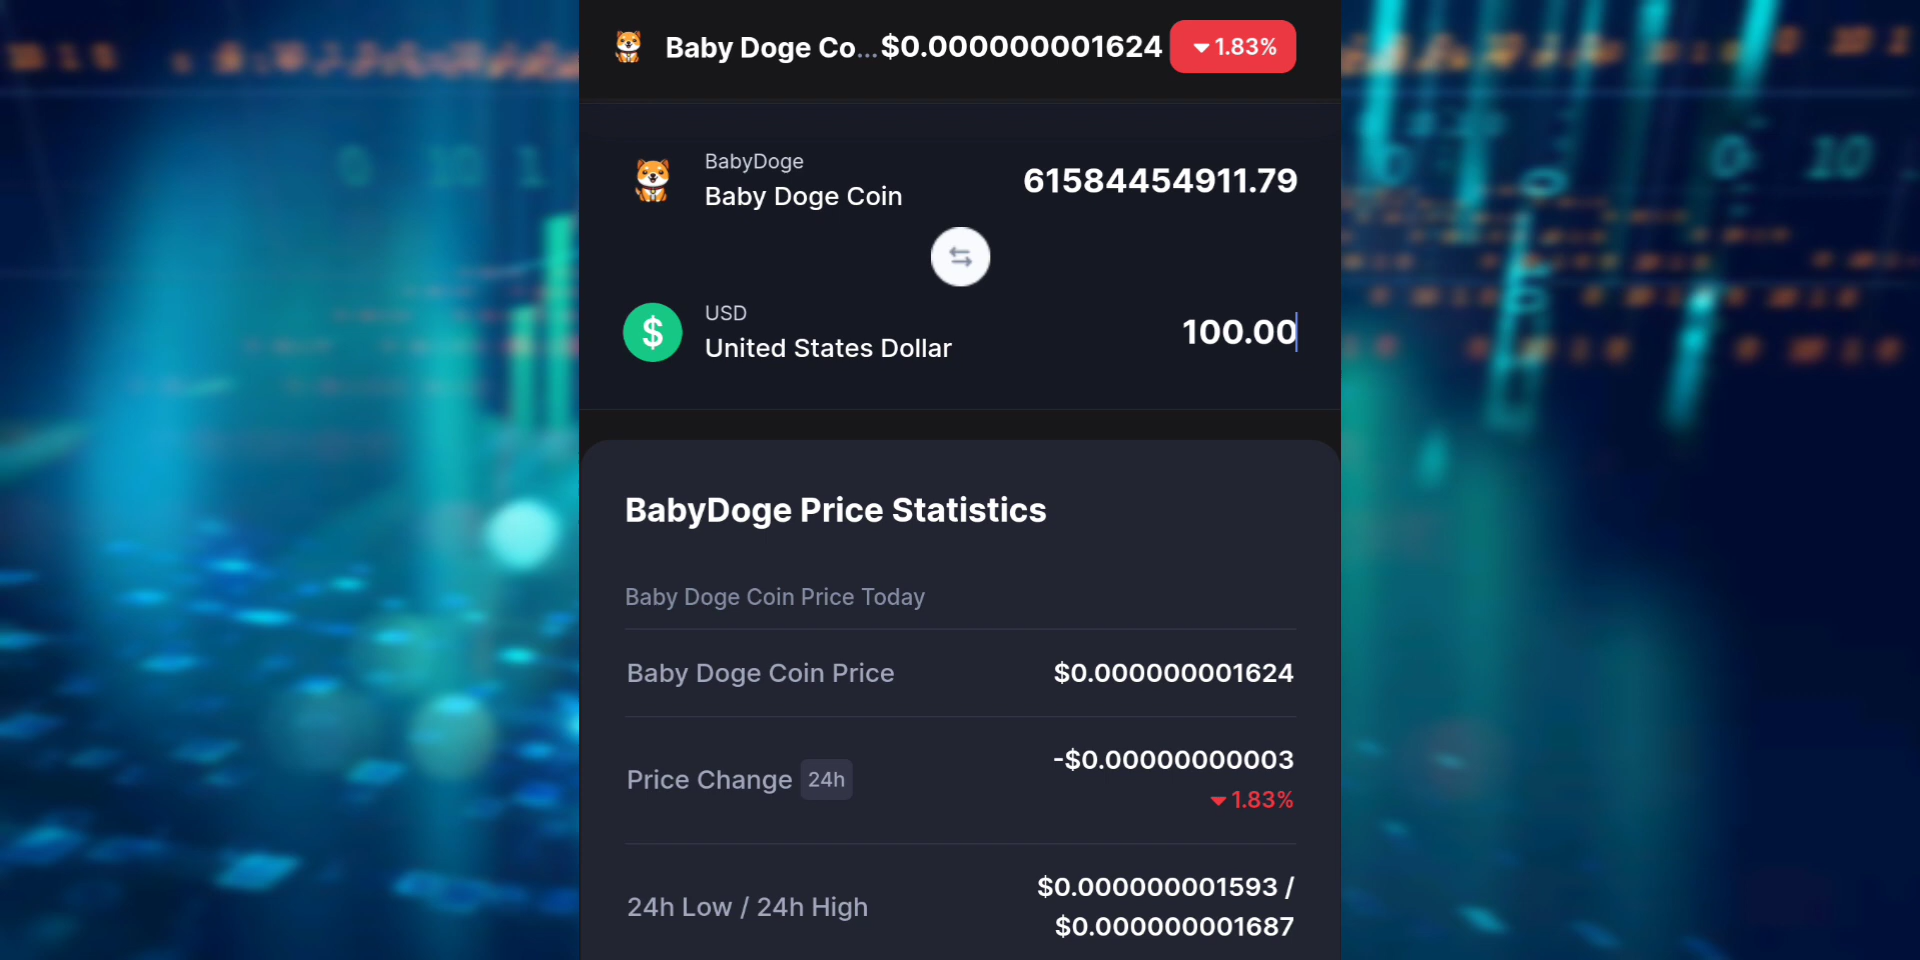 Baby Doge Co... $0.000000001624 ▼ 1.83%
BabyDoge
Baby Doge Coin
61584454911.79
USD
United States Dollar
100.00
BabyDoge Price Statistics
Baby Doge Coin Price Today
Baby Doge Coin Price $0.000000001624
Price Change 24h
-$0.00000000003
▼ 1.83%
24h Low / 24h High
$0.000000001593 /
$0.000000001687